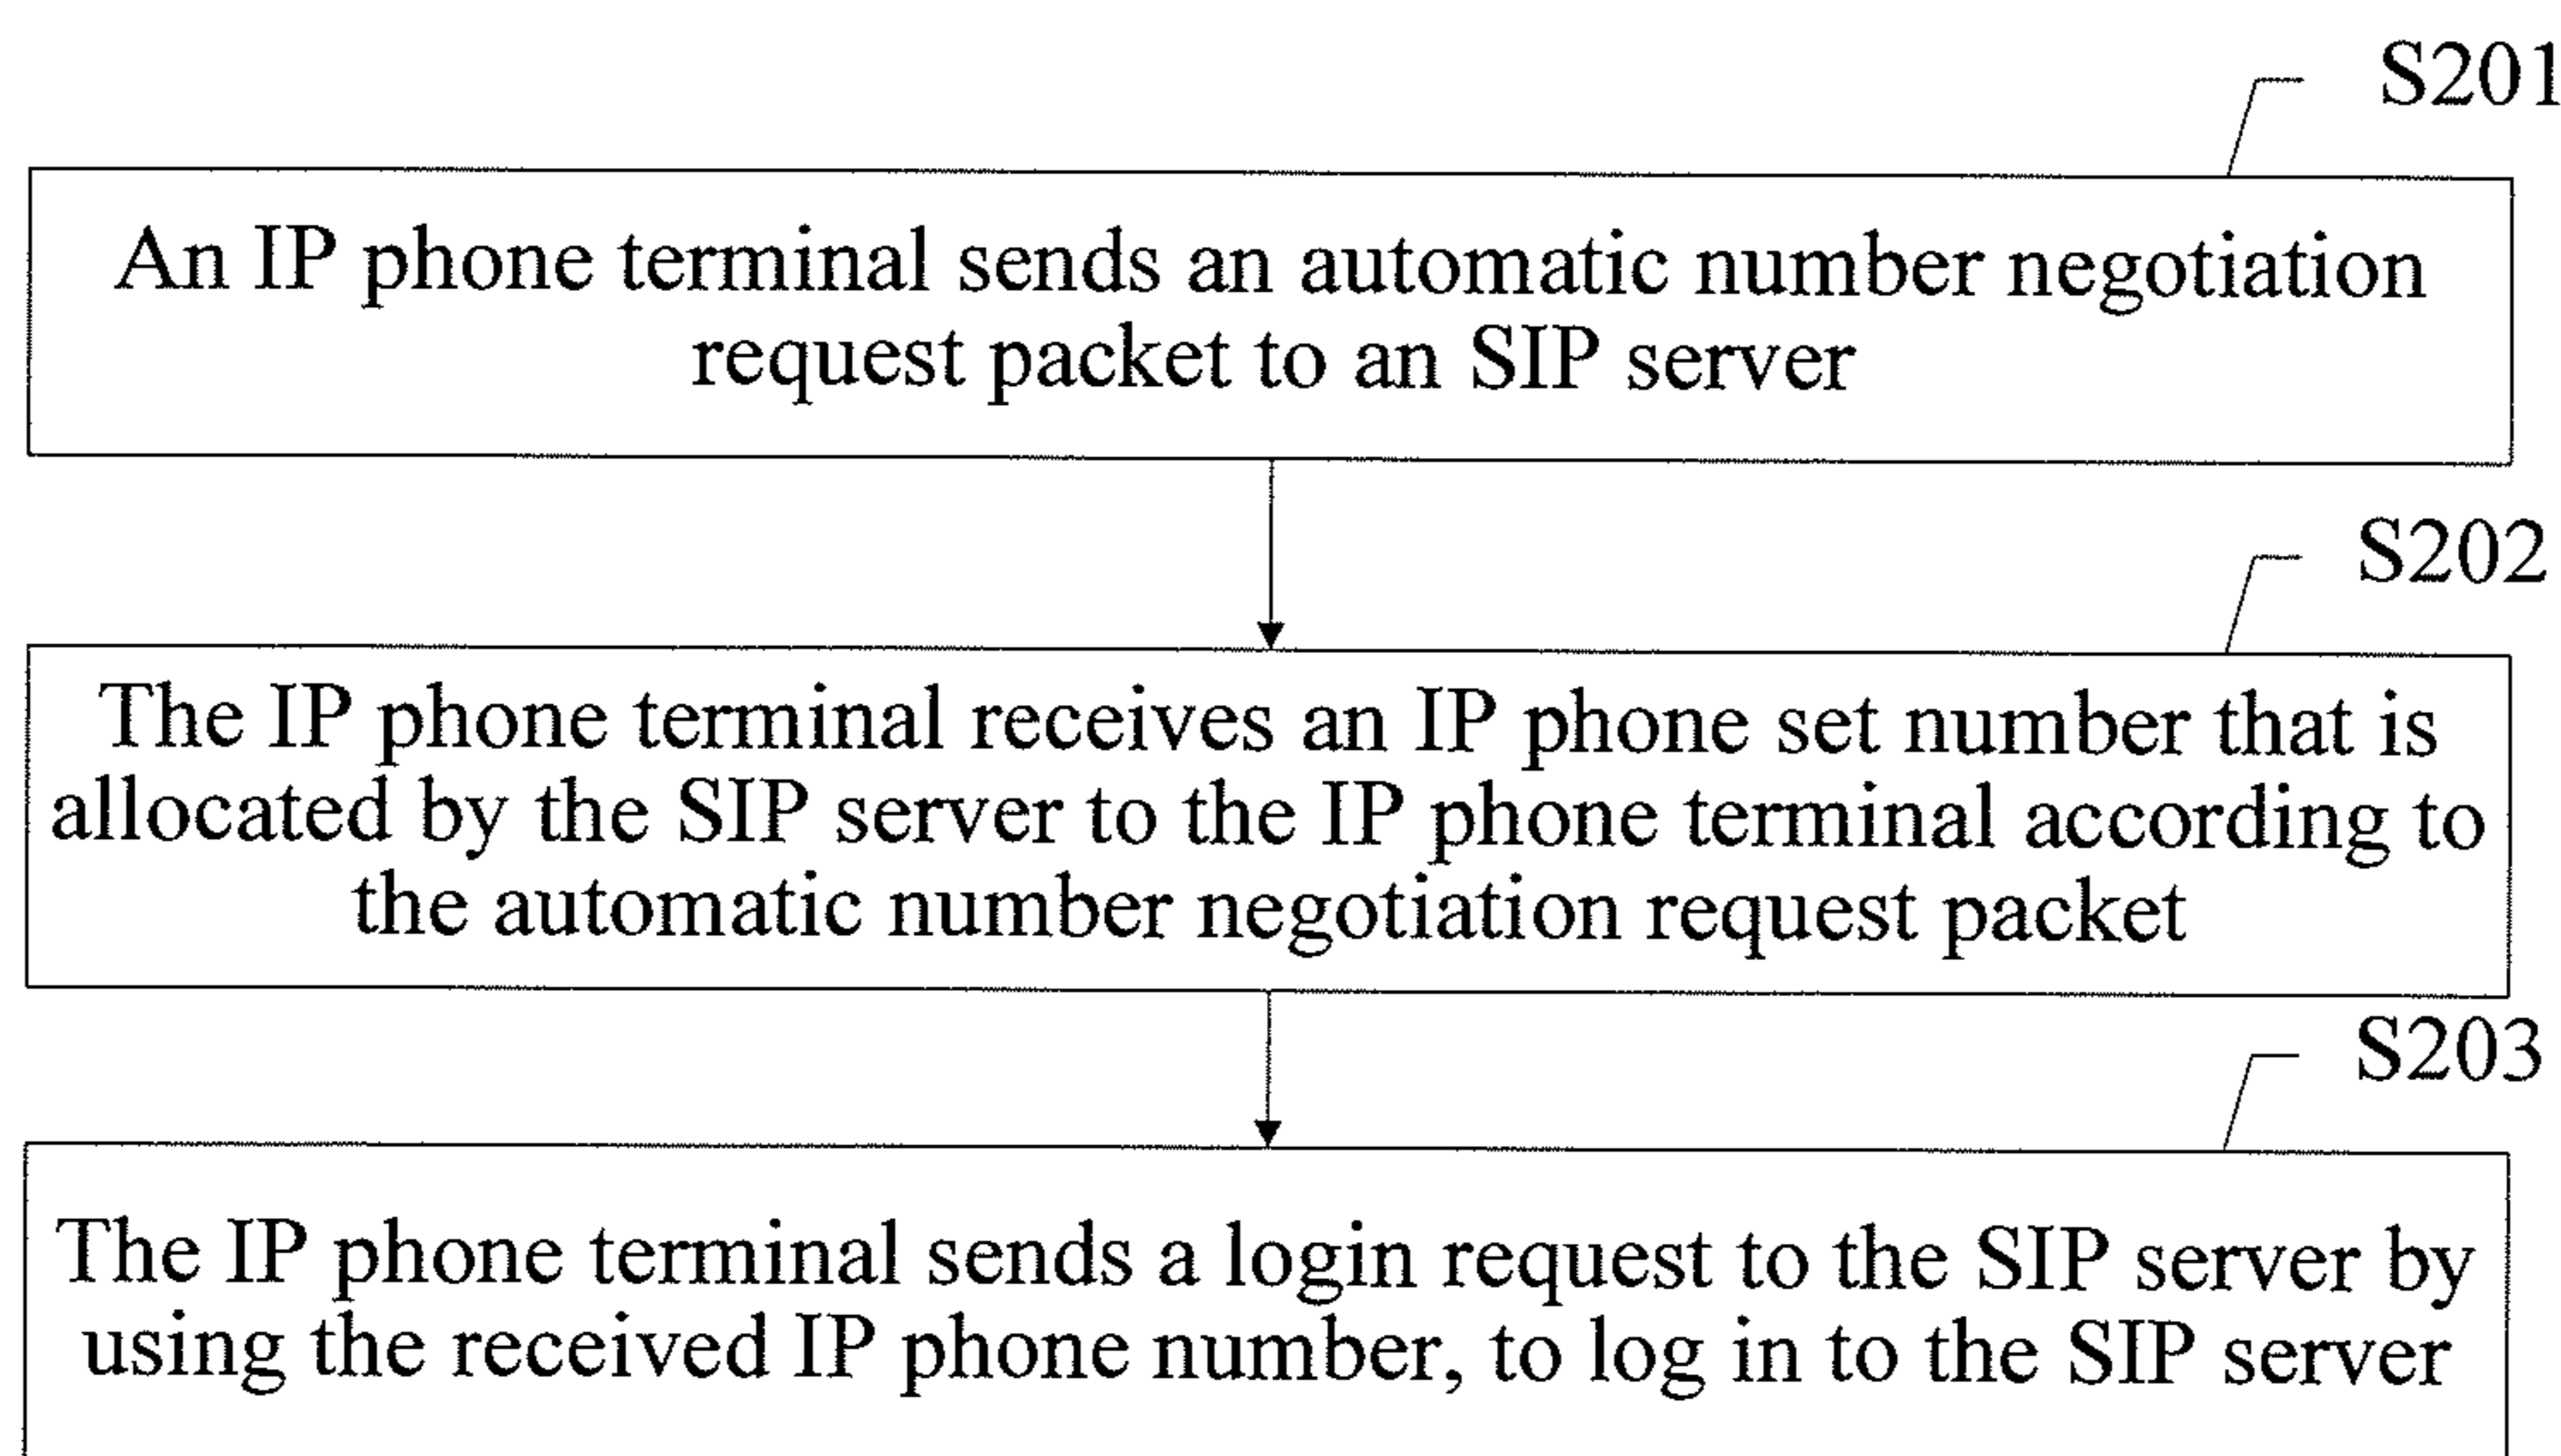 S201
An IP phone terminal sends an automatic number negotiation
request packet to an SIP server
S202
The IP phone terminal receives an IP phone set number that is
allocated by the SIP server to the IP phone terminal according to
the automatic number negotiation request packet
S203
The IP phone terminal sends a login request to the SIP server by
using the received IP phone number, to log in to the SIP server